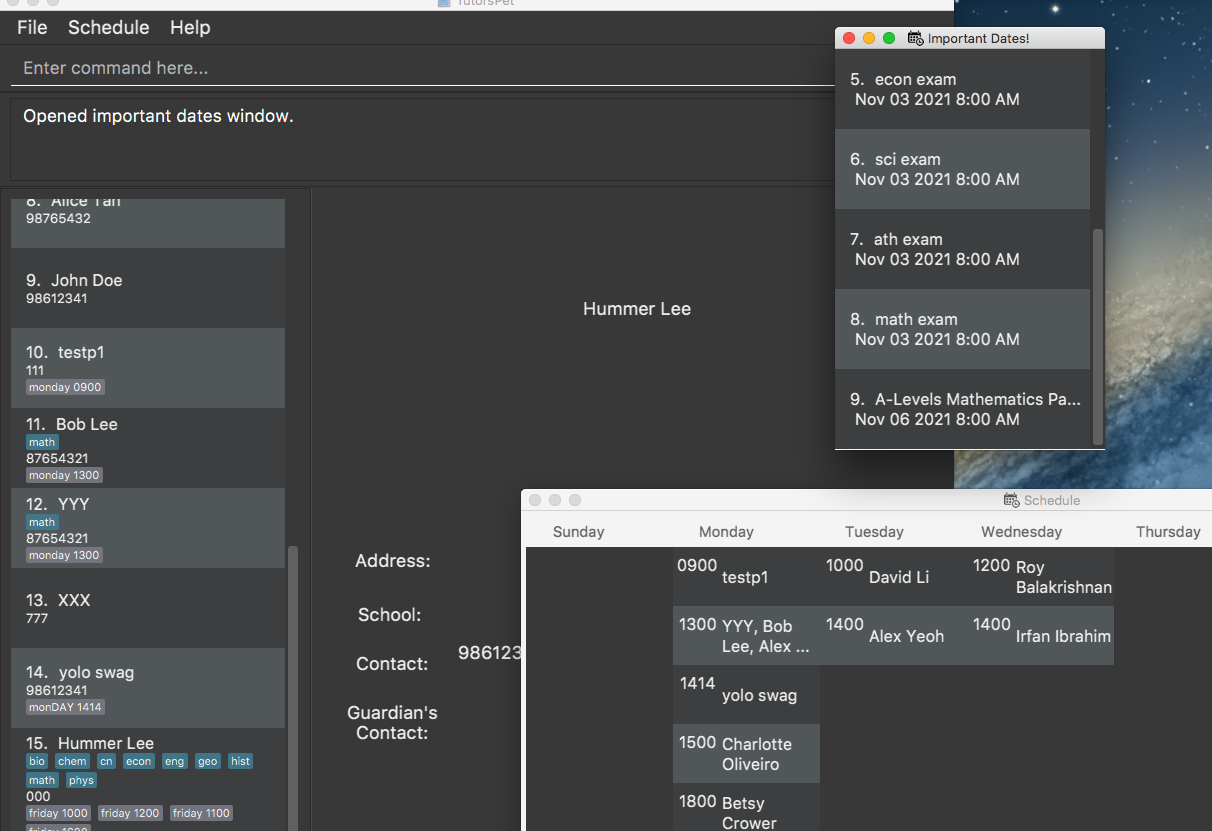 TutorsPet
File Schedule Help
Enter command here...
Opened important dates window.
8. Alice Tan
98765432
9. John Doe
98612341
10. testp1
111
monday 0900
11. Bob Lee
math
87654321
monday 1300
12. YYY
math
87654321
monday 1300
13. XXX
777
14. yolo swag
98612341
monDAY 1414
15. Hummer Lee
bio chem cn econ eng geo hist
math phys
000
friday 1000 friday 1200 friday 1100
Hummer Lee
Address:
School:
Contact: 986123
Guardian's
Contact:
Important Dates!
5. econ exam
Nov 03 2021 8:00 AM
6. sci exam
Nov 03 2021 8:00 AM
7. ath exam
Nov 03 2021 8:00 AM
8. math exam
Nov 03 2021 8:00 AM
9. A-Levels Mathematics Pa...
Nov 06 2021 8:00 AM
Schedule
Sunday Monday Tuesday Wednesday Thursday
0900 testp1 1000 David Li 1200 Roy
Balakrishnan
1300 YYY, Bob
Lee, Alex ... 1400 Alex Yeoh 1400 Irfan Ibrahim
1414 yolo swag
1500 Charlotte
Oliveiro
1800 Betsy
Crower